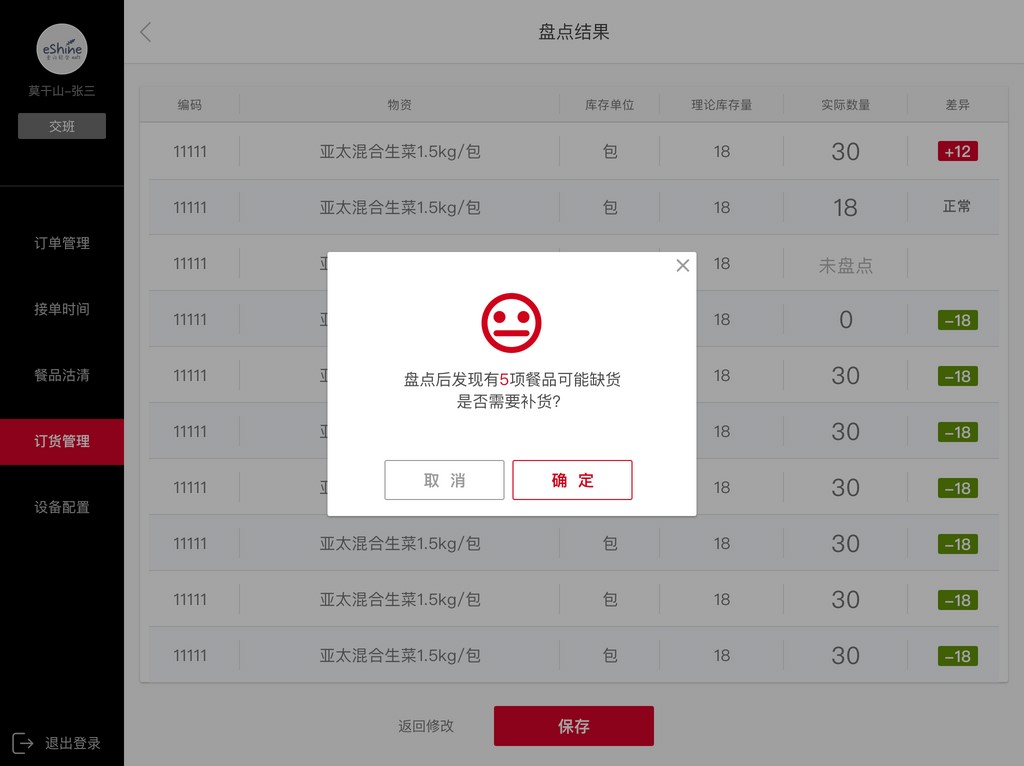 eShine
莫干山-张三
交班
订单管理
接单时间
餐品沽清
订货管理
设备配置
退出登录
盘点结果
编码 物资 库存单位 理论库存量 实际数量 差异
11111 亚太混合生菜1.5kg/包 包 18 30 +12
11111 亚太混合生菜1.5kg/包 包 18 18 正常
11111 18 未盘点
11111 18 0 -18
11111 18 30 -18
11111 18 30 -18
11111 18 30 -18
11111 亚太混合生菜1.5kg/包 包 18 30 -18
11111 亚太混合生菜1.5kg/包 包 18 30 -18
11111 亚太混合生菜1.5kg/包 包 18 30 -18
盘点后发现有5项餐品可能缺货
是否需要补货?
取 消 确 定
返回修改 保存